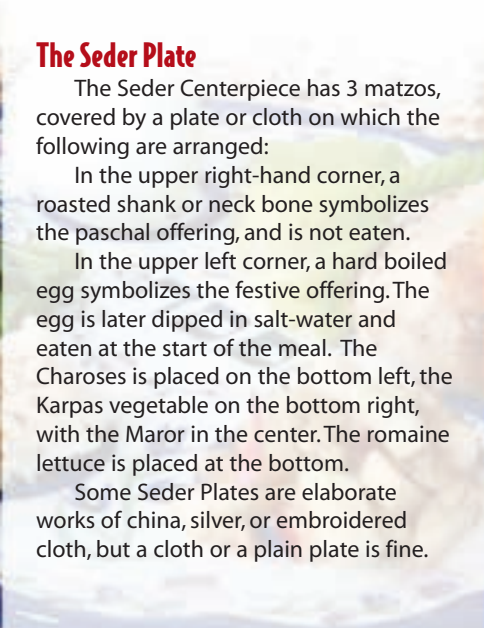 The Seder Plate
The Seder Centerpiece has 3 matzos,
covered by a plate or cloth on which the
following are arranged:
In the upper right-hand corner, a
roasted shank or neck bone symbolizes
the paschal offering, and is not eaten.
In the upper left corner, a hard boiled
egg symbolizes the festive offering. The
egg is later dipped in salt-water and
eaten at the start of the meal. The
Charoses is placed on the bottom left, the
Karpas vegetable on the bottom right,
with the Maror in the center. The romaine
lettuce is placed at the bottom.
Some Seder Plates are elaborate
works of china, silver, or embroidered
cloth, but a cloth or a plain plate is fine.